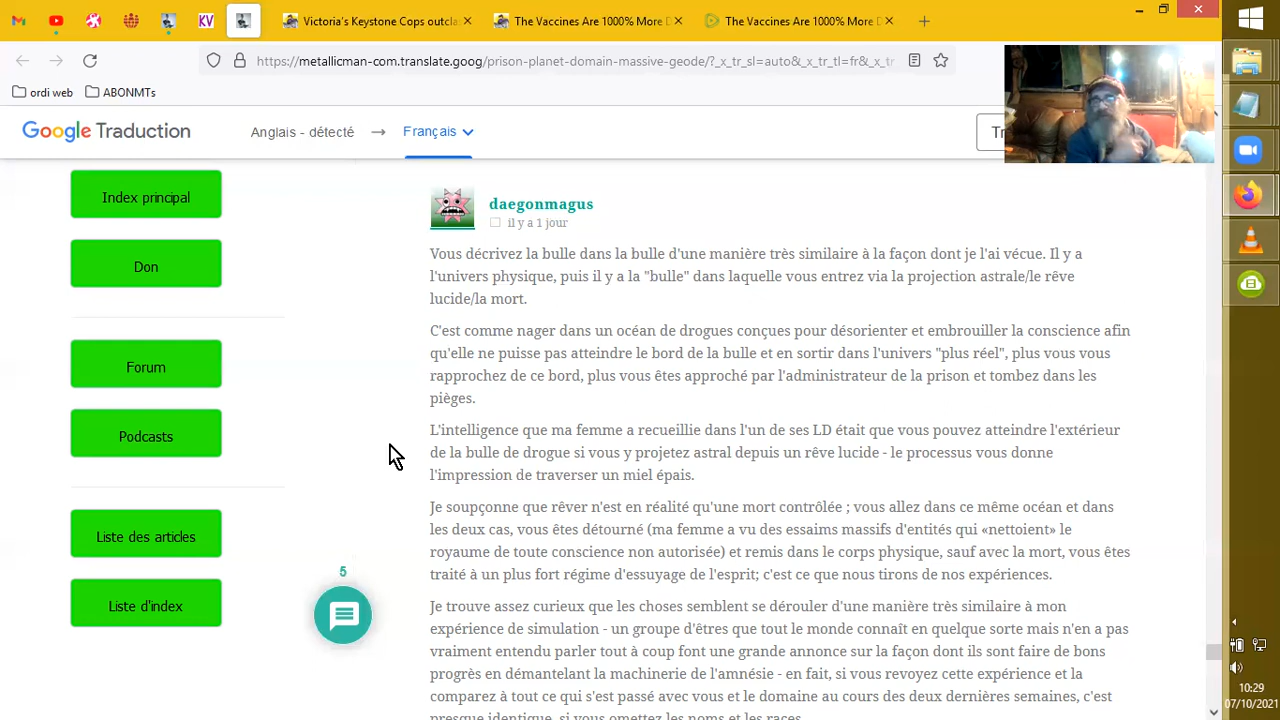 Victoria's Keystone Cops outcla
The Vaccines Are 1000% More D
The Vaccines Are 1000% More D
KV
https://metallicman-com.translate.goog/prison-planet-domain-massive-geode/?_x_tr_sl=auto&_x_tr_tl=fr&_x_tr
ordi web ABONMTs
Google Traduction Anglais - détecté → Français Tr
Index principal
Don
Forum
Podcasts
Liste des articles
Liste d'index
5
daegonmagus
il y a 1 jour
Vous décrivez la bulle dans la bulle d'une manière très similaire à la façon dont je l'ai vécue. Il y a
l'univers physique, puis il y a la "bulle" dans laquelle vous entrez via la projection astrale/le rêve
lucide/la mort.
C'est comme nager dans un océan de drogues conçues pour désorienter et embrouiller la conscience afin
qu'elle ne puisse pas atteindre le bord de la bulle et en sortir dans l'univers "plus réel", plus vous vous
rapprochez de ce bord, plus vous êtes approché par l'administrateur de la prison et tombez dans les
pièges.
L'intelligence que ma femme a recueillie dans l'un de ses LD était que vous pouvez atteindre l'extérieur
de la bulle de drogue si vous y projetez astral depuis un rêve lucide - le processus vous donne
l'impression de traverser un miel épais.
Je soupçonne que rêver n'est en réalité qu'une mort contrôlée ; vous allez dans ce même océan et dans
les deux cas, vous êtes détourné (ma femme a vu des essaims massifs d'entités qui «nettoient» le
royaume de toute conscience non autorisée) et remis dans le corps physique, sauf avec la mort, vous êtes
traité à un plus fort régime d'essuyage de l'esprit; c'est ce que nous tirons de nos expériences.
Je trouve assez curieux que les choses semblent se dérouler d'une manière très similaire à mon
expérience de simulation - un groupe d'êtres que tout le monde connaît en quelque sorte mais n'en a pas
vraiment entendu parler tout à coup font une grande annonce sur la façon dont ils sont faire de bons
progrès en démantelant la machinerie de l'amnésie - en fait, si vous revoyez cette expérience et la
comparez à tout ce qui s'est passé avec vous et le domaine au cours des deux dernières semaines, c'est
presque identique, si vous omettez les noms et les races.
10:29
07/10/2021